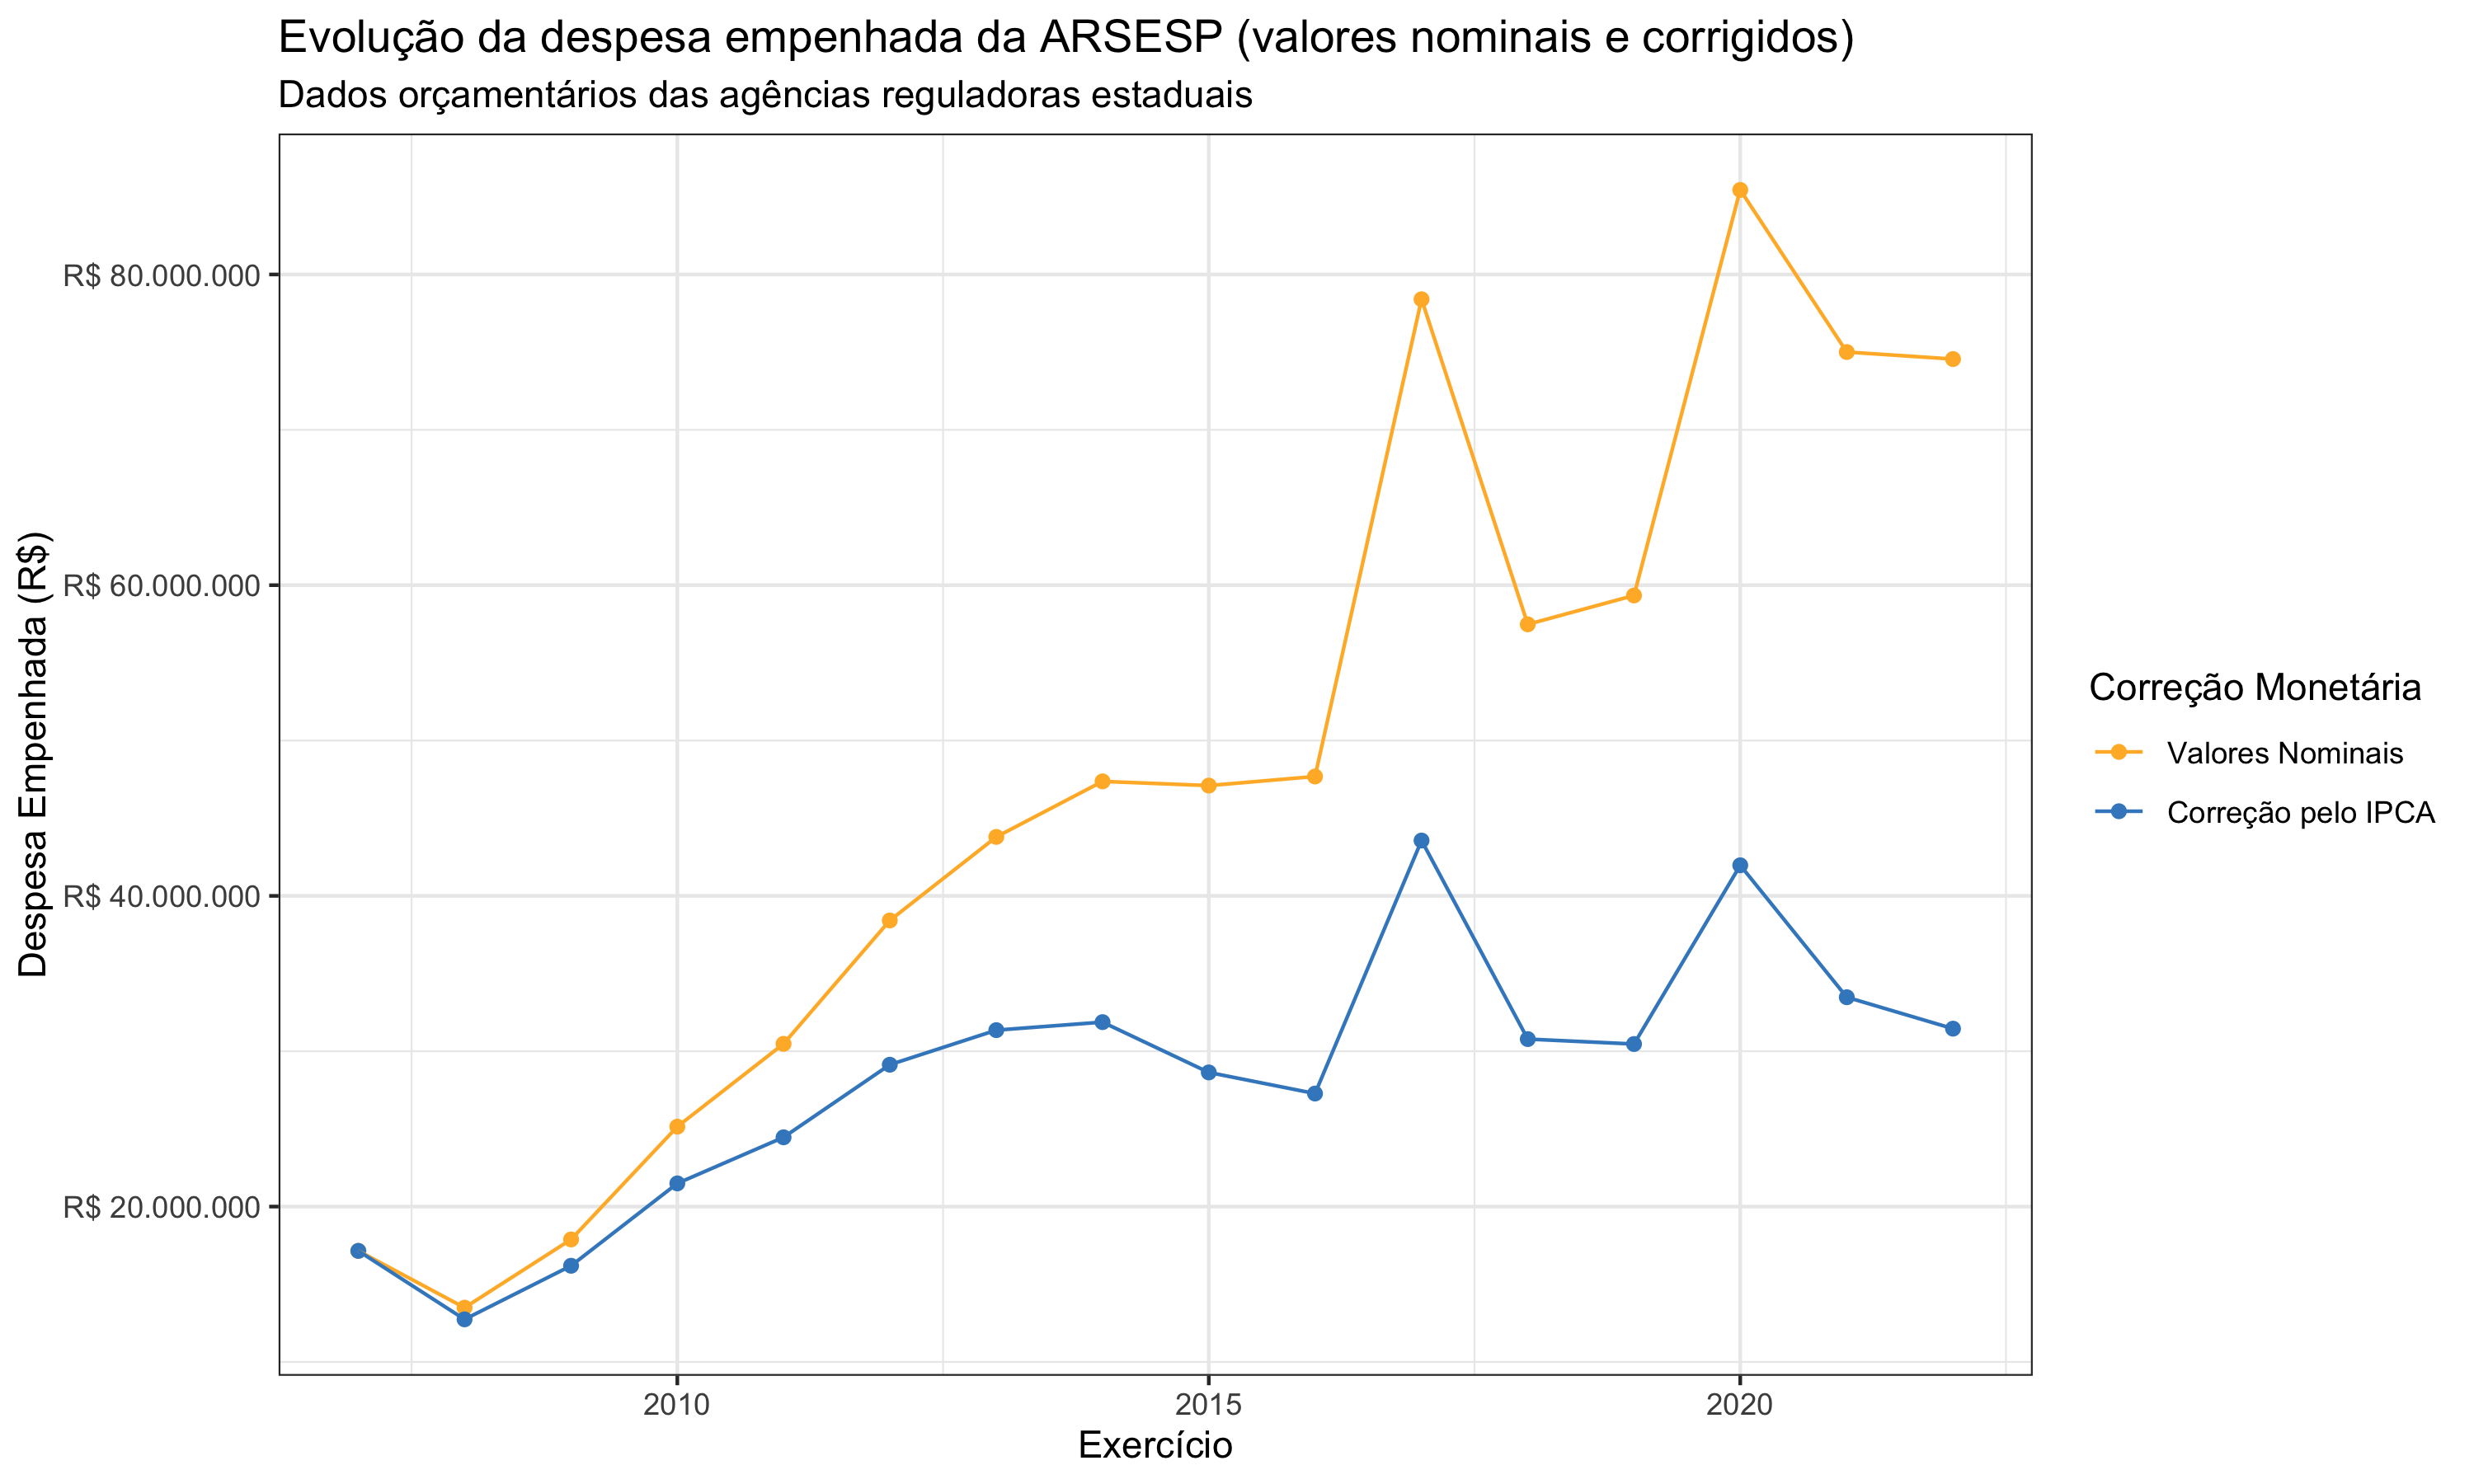 Evolução da despesa empenhada da ARSESP (valores nominais e corrigidos)
Dados orçamentários das agências reguladoras estaduais
Despesa Empenhada (R$)
R$ 80.000.000
R$ 60.000.000
R$ 40.000.000
R$ 20.000.000
2010
2015
2020
Exercício
Correção Monetária
Valores Nominais
Correção pelo IPCA